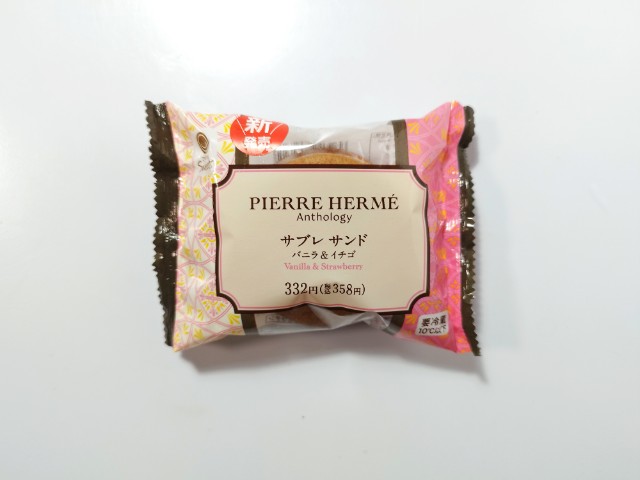 新
発売
PIERRE HERMÉ
Anthology
サブレ サンド
バニラ&イチゴ
Vanilla & Strawberry
332円(税込358円)
要冷蔵
10℃以下